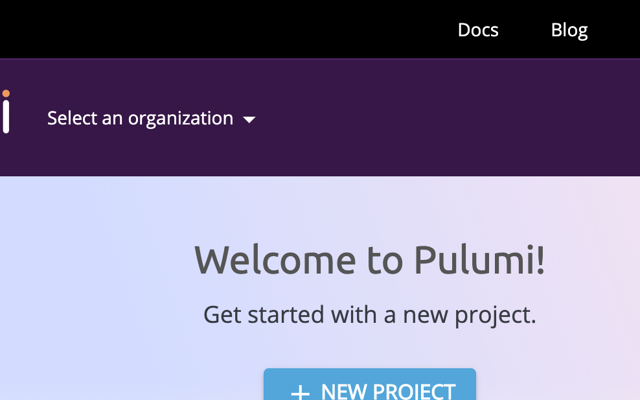 Docs Blog
Select an organization
Welcome to Pulumi!
Get started with a new project.
+ NEW PROJECT